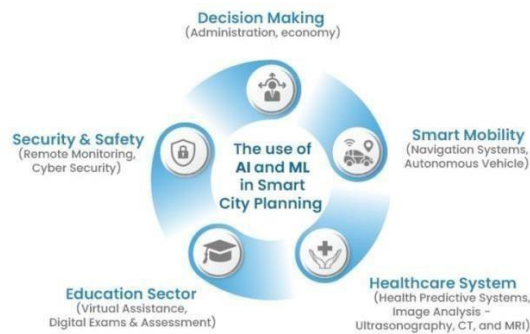 Decision Making
(Administration, economy)
Security & Safety
(Remote Monitoring,
Cyber Security)
The use of
AI and ML
in Smart
City Planning
Smart Mobility
(Navigation Systems,
Autonomous Vehicle)
Education Sector
(Virtual Assistance,
Digital Exams & Assessment)
Healthcare System
(Health Predictive Systems,
Image Analysis -
Ultrasonography, CT, and MRI)